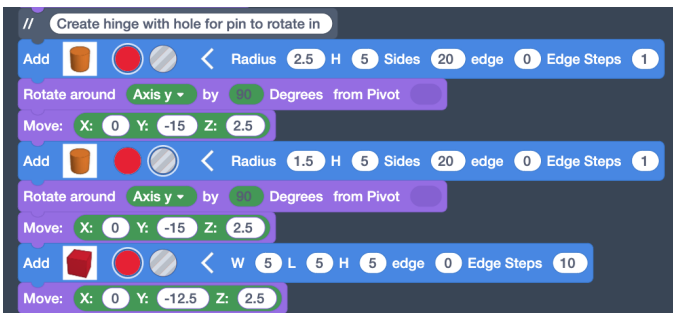 // Create hinge with hole for pin to rotate in
Add Radius 2.5 H 5 Sides 20 edge 0 Edge Steps 1
Rotate around Axis y by 90 Degrees from Pivot
Move: X: 0 Y: -15 Z: 2.5
Add Radius 1.5 H 5 Sides 20 edge 0 Edge Steps 1
Rotate around Axis y by 90 Degrees from Pivot
Move: X: 0 Y: -15 Z: 2.5
Add W 5 L 5 H 5 edge 0 Edge Steps 10
Move: X: 0 Y: -12.5 Z: 2.5